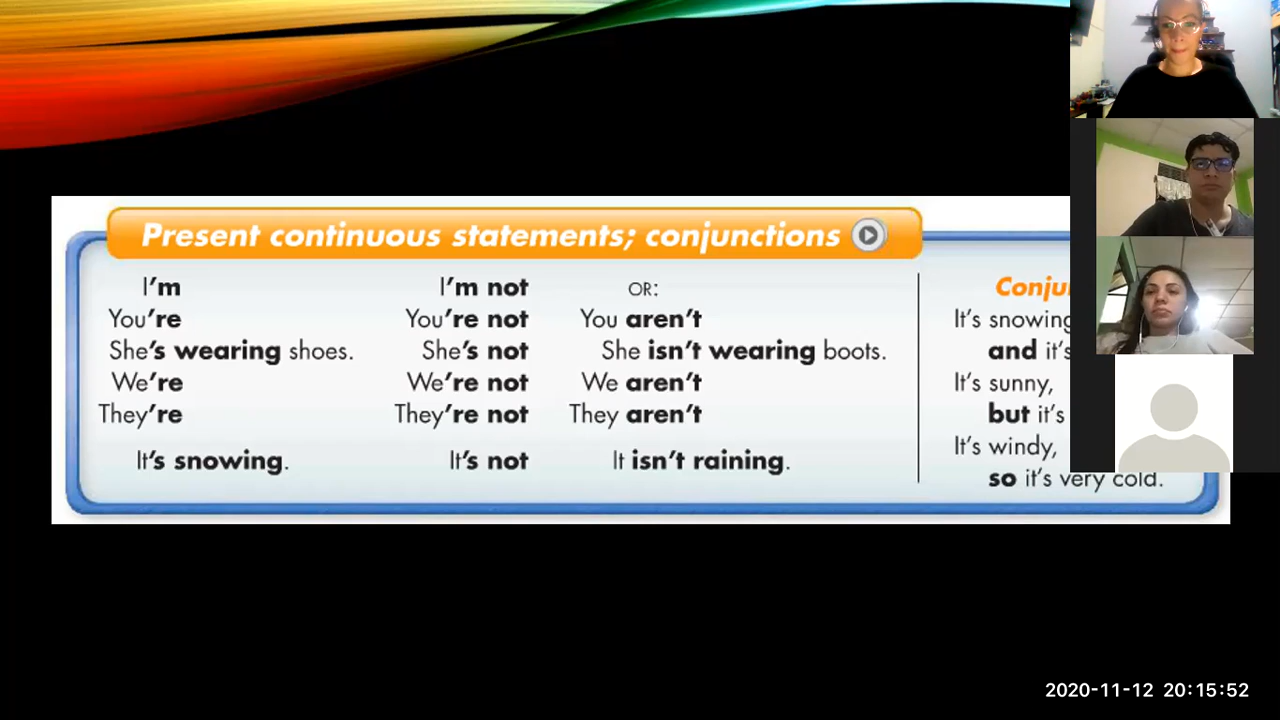 Present continuous statements; conjunctions
I'm I'm not OR:
You're You're not You aren't
She's wearing shoes. She's not She isn't wearing boots.
We're We're not We aren't
They're They're not They aren't
It's snowing. It's not It isn't raining.
It's snowing
and it's
It's sunny,
but it's
It's windy,
so it's very cold.
2020-11-12 20:15:52